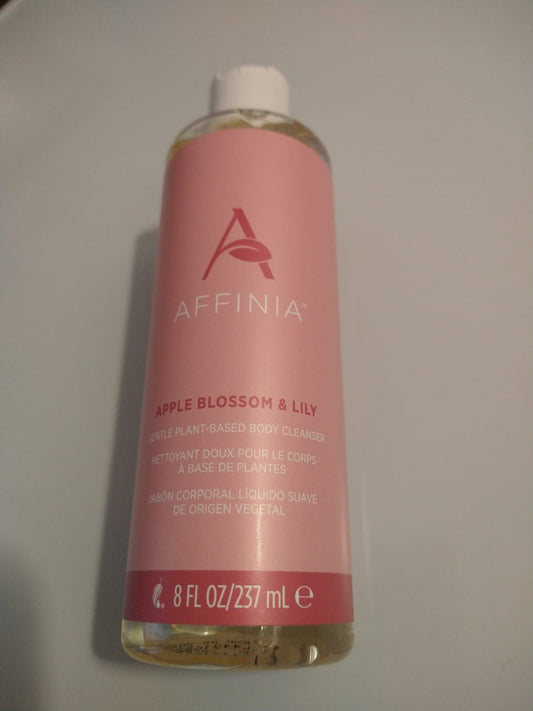 AFFINIA™
APPLE BLOSSOM & LILY
GENTLE PLANT-BASED BODY CLEANSER
NETTOYANT DOUX POUR LE CORPS
À BASE DE PLANTES
JABÓN CORPORAL LÍQUIDO SUAVE
DE ORIGEN VEGETAL
8 FL OZ/237 mL ℮